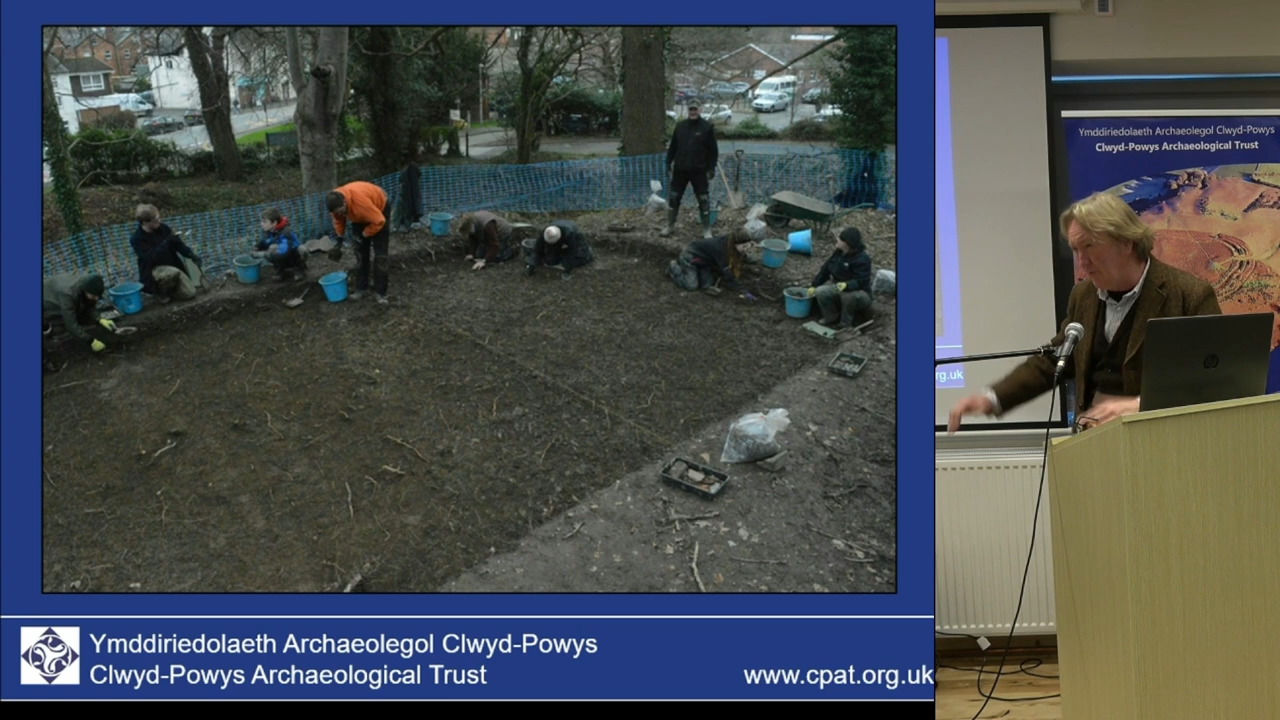 Ymddiriedolaeth Archaeolegol Clwyd-Powys
Clwyd-Powys Archaeological Trust
www.cpat.org.uk
Ymddiriedolaeth Archaeolegol Clwyd-Powys
Clwyd-Powys Archaeological Trust
rg.uk
hp